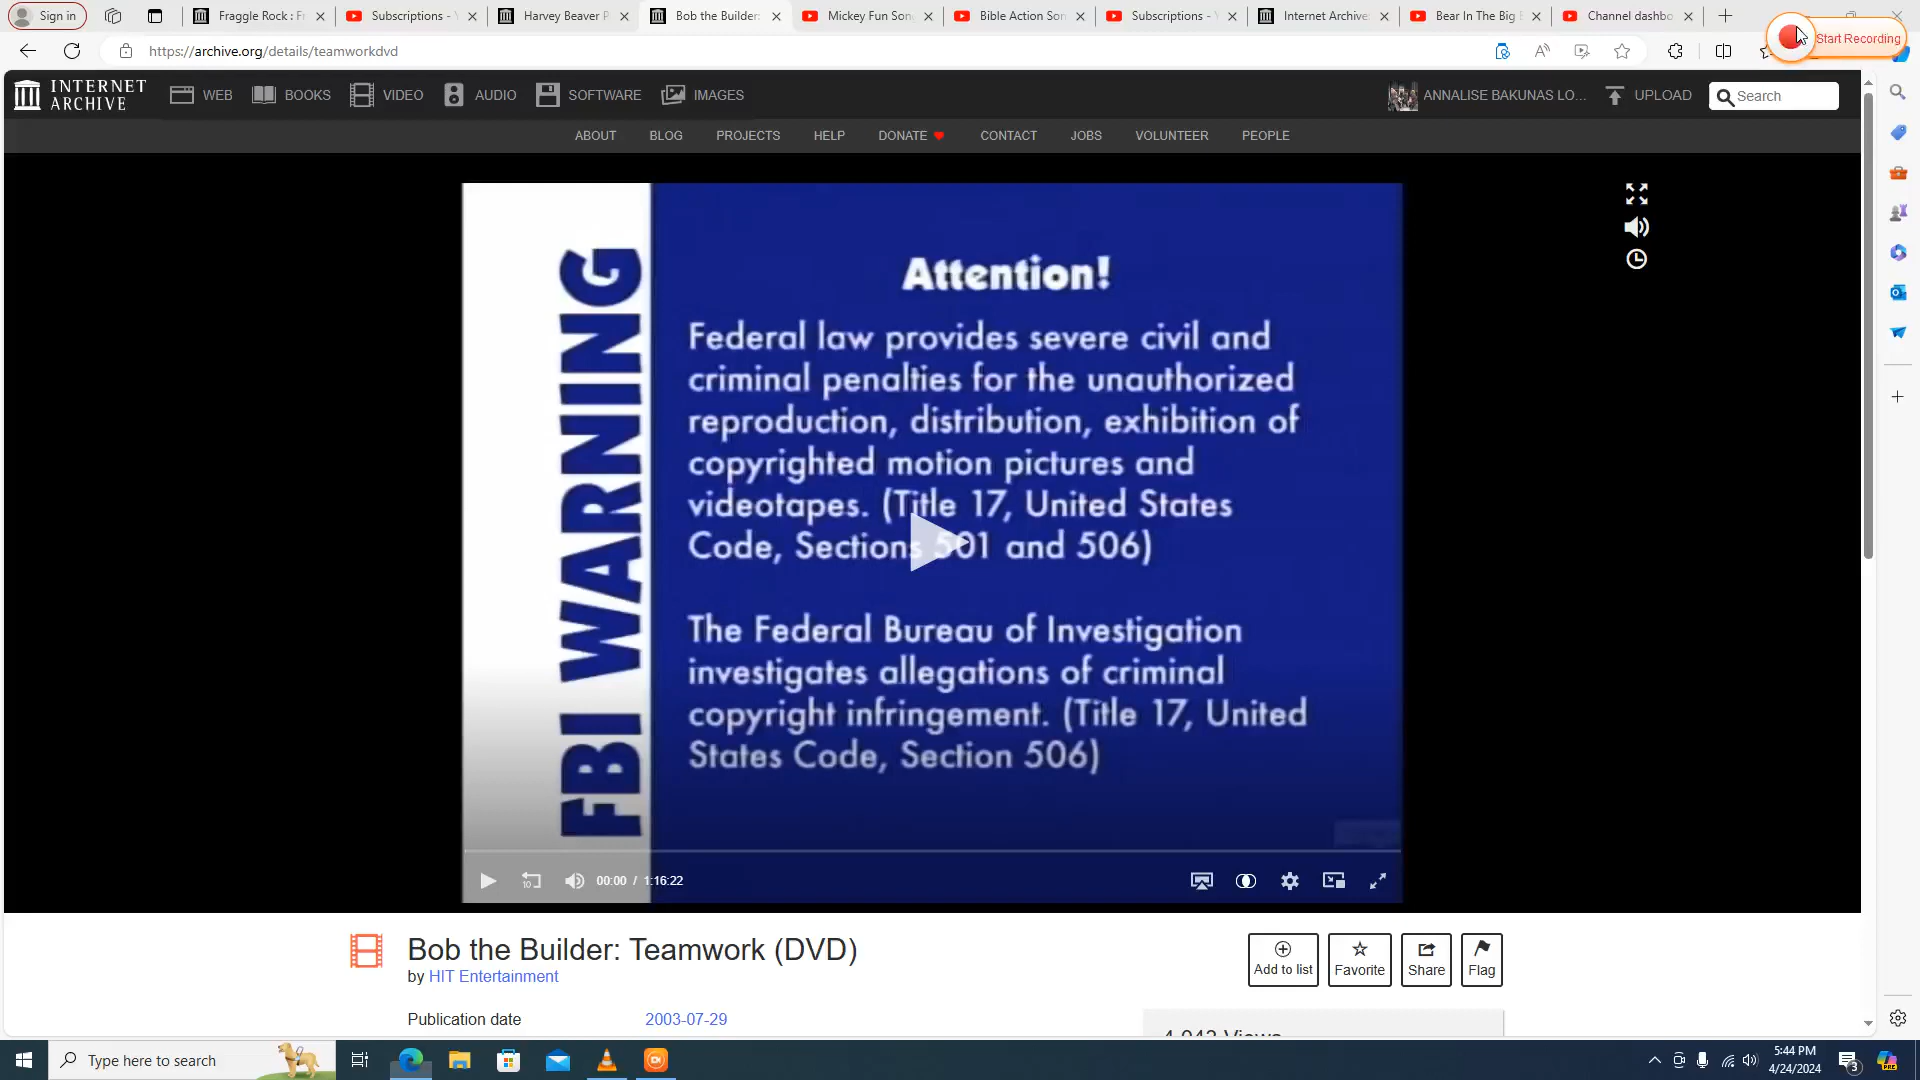 Sign in
Fraggle Rock : F
Subscriptions - Y
Harvey Beaver P
Bob the Builder:
Mickey Fun Song
Bible Action Son
Subscriptions - Y
Internet Archive:
Bear In The Big
Channel dashbo
Start Recording
https://archive.org/details/teamworkdvd
INTERNET
ARCHIVE
WEB
BOOKS
VIDEO
AUDIO
SOFTWARE
IMAGES
ANNALISE BAKUNAS LO...
UPLOAD
Search
ABOUT
BLOG
PROJECTS
HELP
DONATE
CONTACT
JOBS
VOLUNTEER
PEOPLE
FBI WARNING
Attention!
Federal law provides severe civil and
criminal penalties for the unauthorized
reproduction, distribution, exhibition of
copyrighted motion pictures and
videotapes. (Title 17, United States
Code, Sections 501 and 506)
The Federal Bureau of Investigation
investigates allegations of criminal
copyright infringement. (Title 17, United
States Code, Section 506)
10
00:00 / 1:16:22
Bob the Builder: Teamwork (DVD)
by HIT Entertainment
Add to list
Favorite
Share
Flag
Publication date
2003-07-29
4,042 Views
Type here to search
5:44 PM
4/24/2024
3